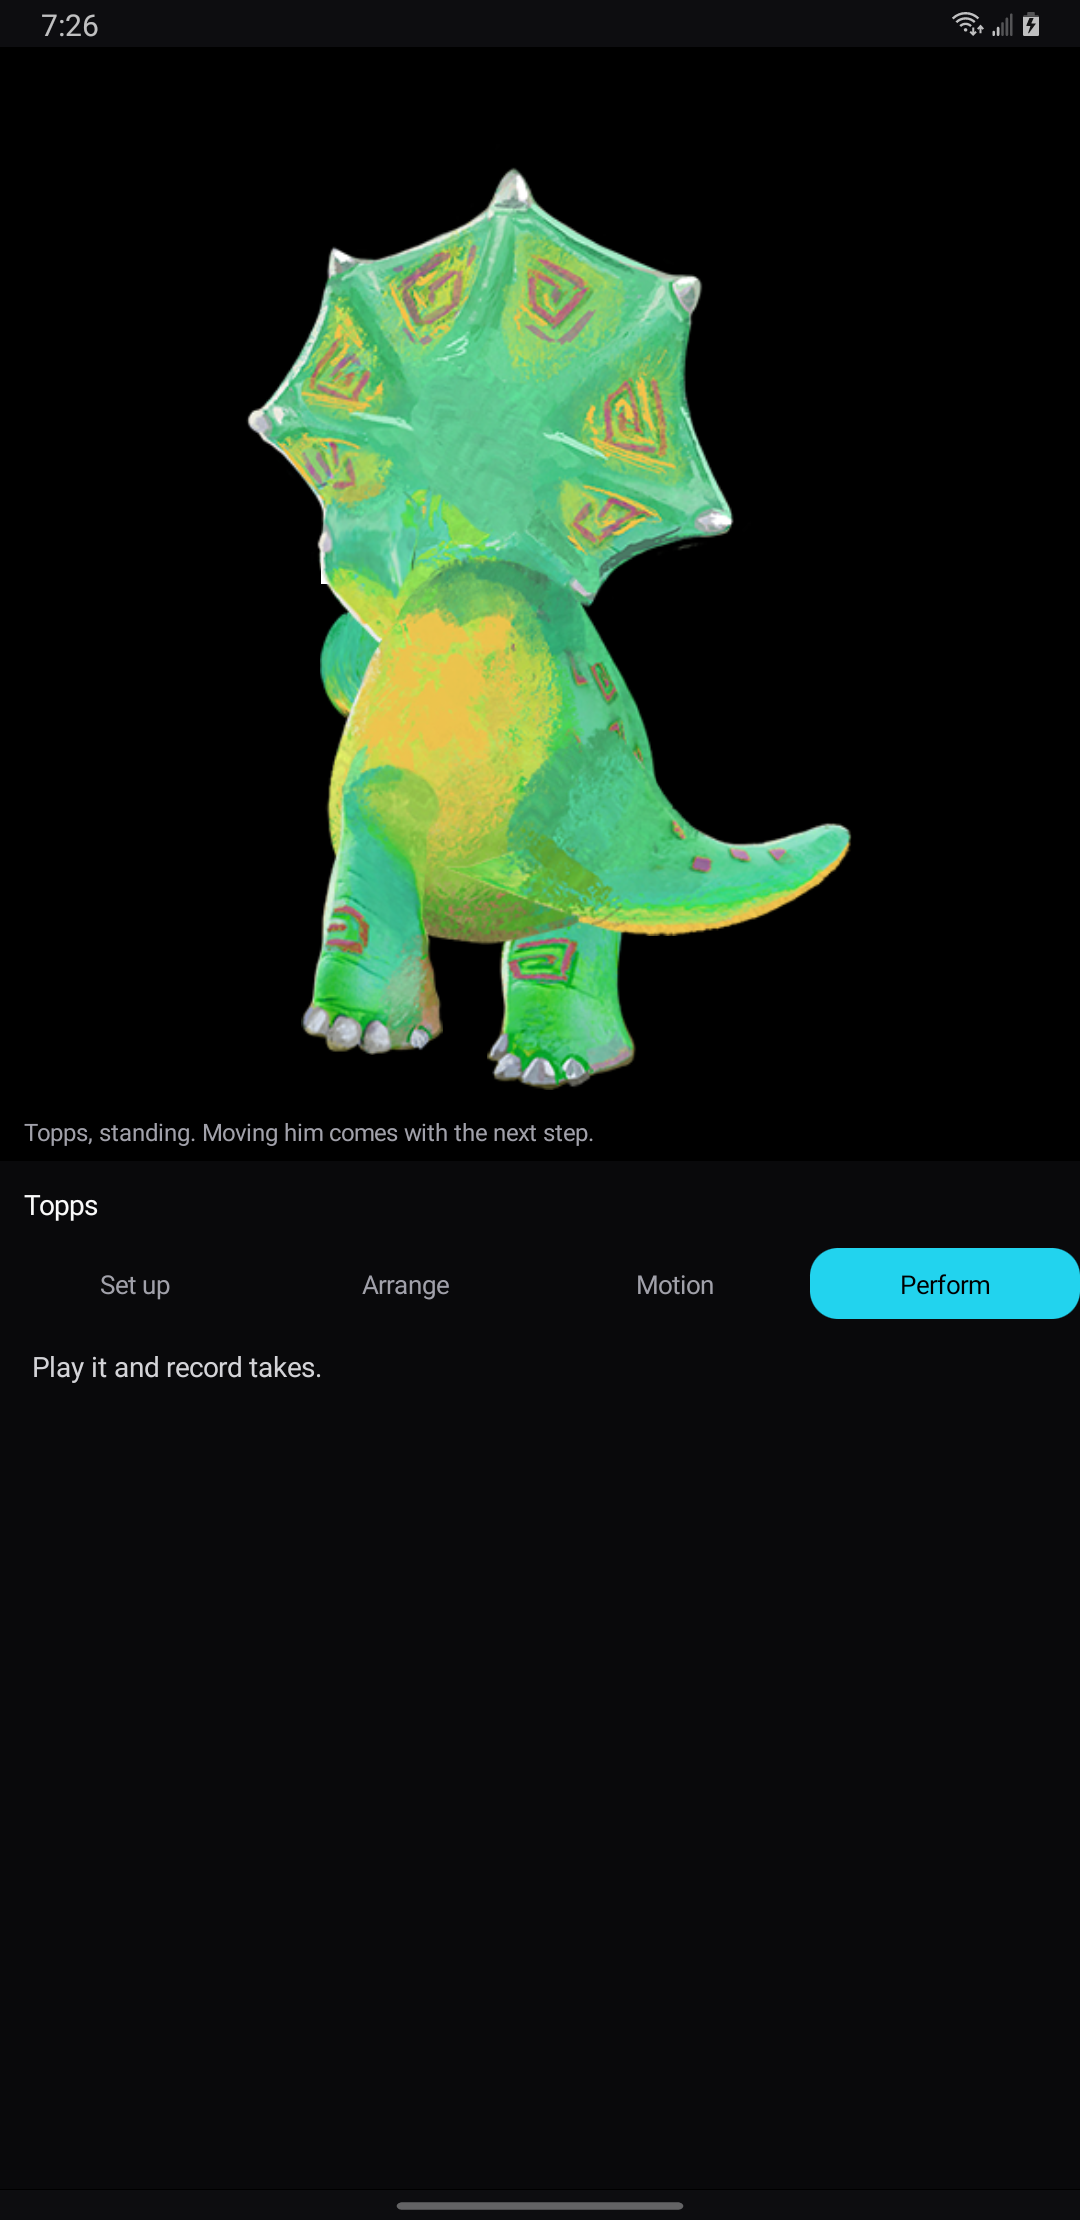 7:26
Topps, standing. Moving him comes with the next step.
Topps
Set up
Arrange
Motion
Perform
Play it and record takes.